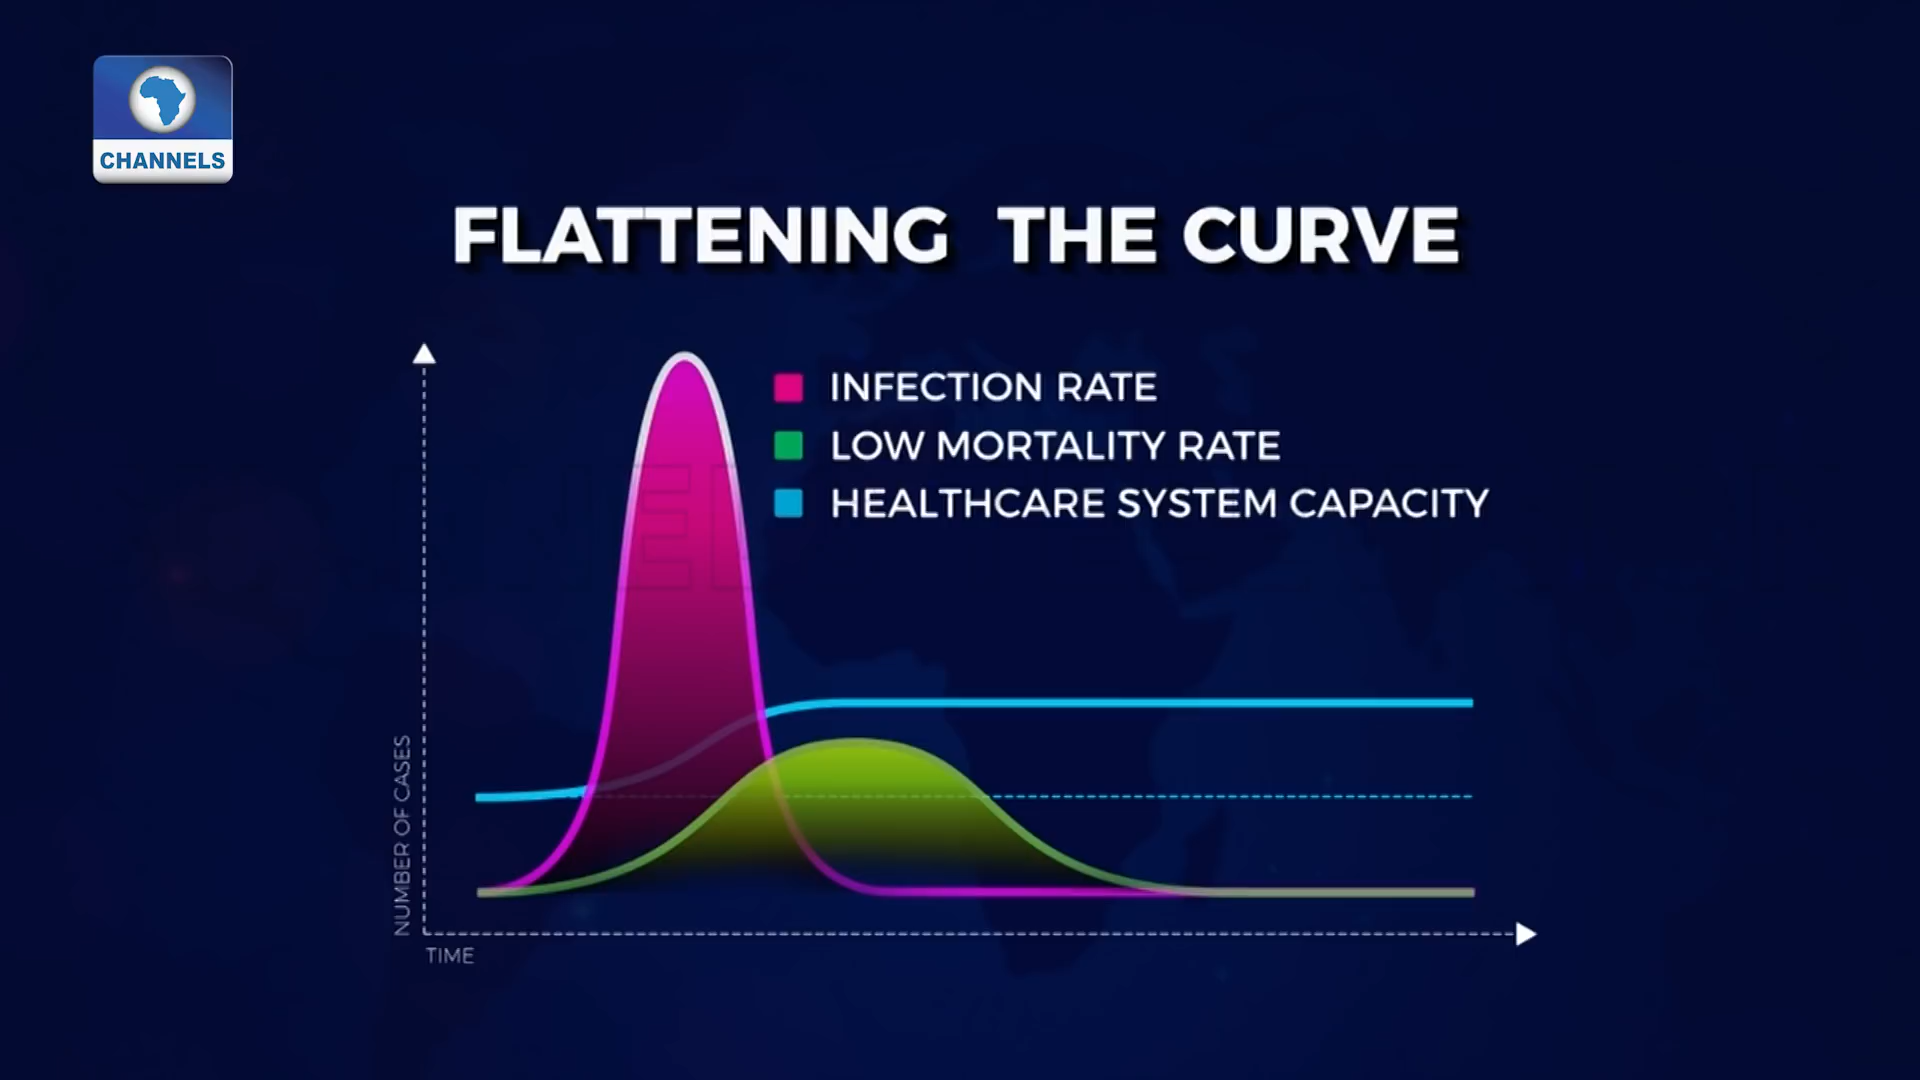 CHANNELS
FLATTENING THE CURVE
INFECTION RATE
LOW MORTALITY RATE
HEALTHCARE SYSTEM CAPACITY
NUMBER OF CASES
TIME